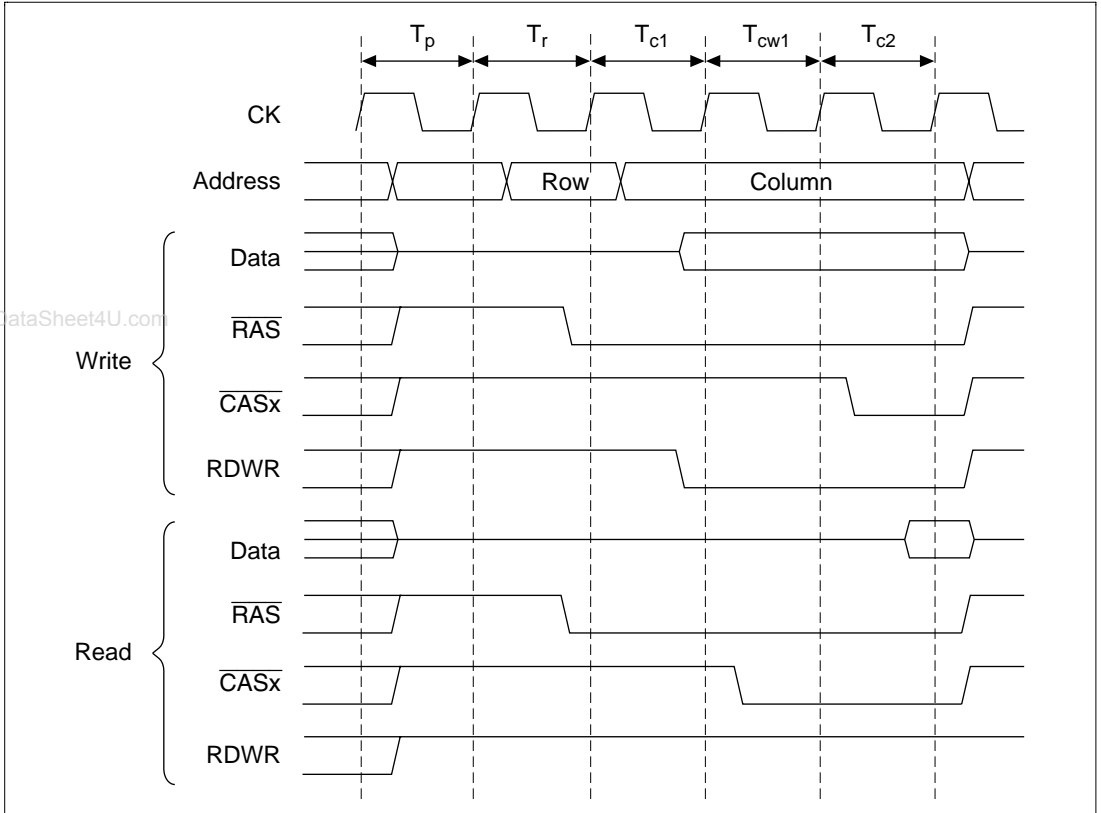 Tp Tr Tc1 Tcw1 Tc2
CK
Address Row Column
Write
Data
RAS
CASx
RDWR
Read
Data
RAS
CASx
RDWR
ataSheet4U.com